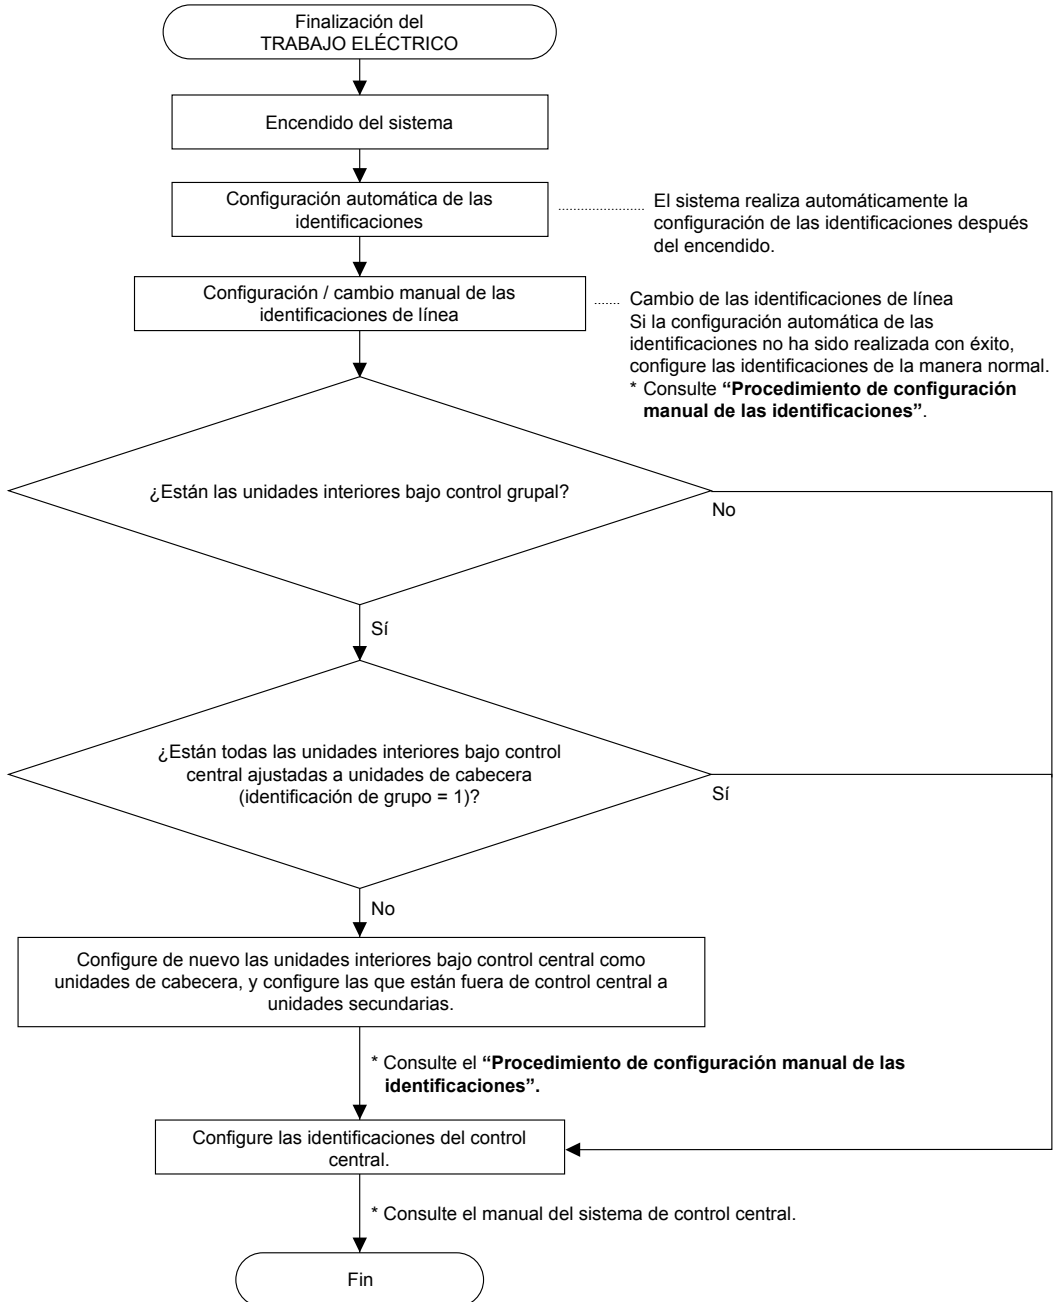 Finalización del
TRABAJO ELÉCTRICO
Encendido del sistema
Configuración automática de las
identificaciones
El sistema realiza automáticamente la
configuración de las identificaciones después
del encendido.
Configuración / cambio manual de las
identificaciones de línea
Cambio de las identificaciones de línea
Si la configuración automática de las
identificaciones no ha sido realizada con éxito,
configure las identificaciones de la manera normal.
* Consulte “Procedimiento de configuración
manual de las identificaciones”.
¿Están las unidades interiores bajo control grupal?
No
Sí
¿Están todas las unidades interiores bajo control
central ajustadas a unidades de cabecera
(identificación de grupo = 1)?
Sí
No
Configure de nuevo las unidades interiores bajo control central como
unidades de cabecera, y configure las que están fuera de control central a
unidades secundarias.
* Consulte el “Procedimiento de configuración manual de las
identificaciones”.
Configure las identificaciones del control
central.
* Consulte el manual del sistema de control central.
Fin